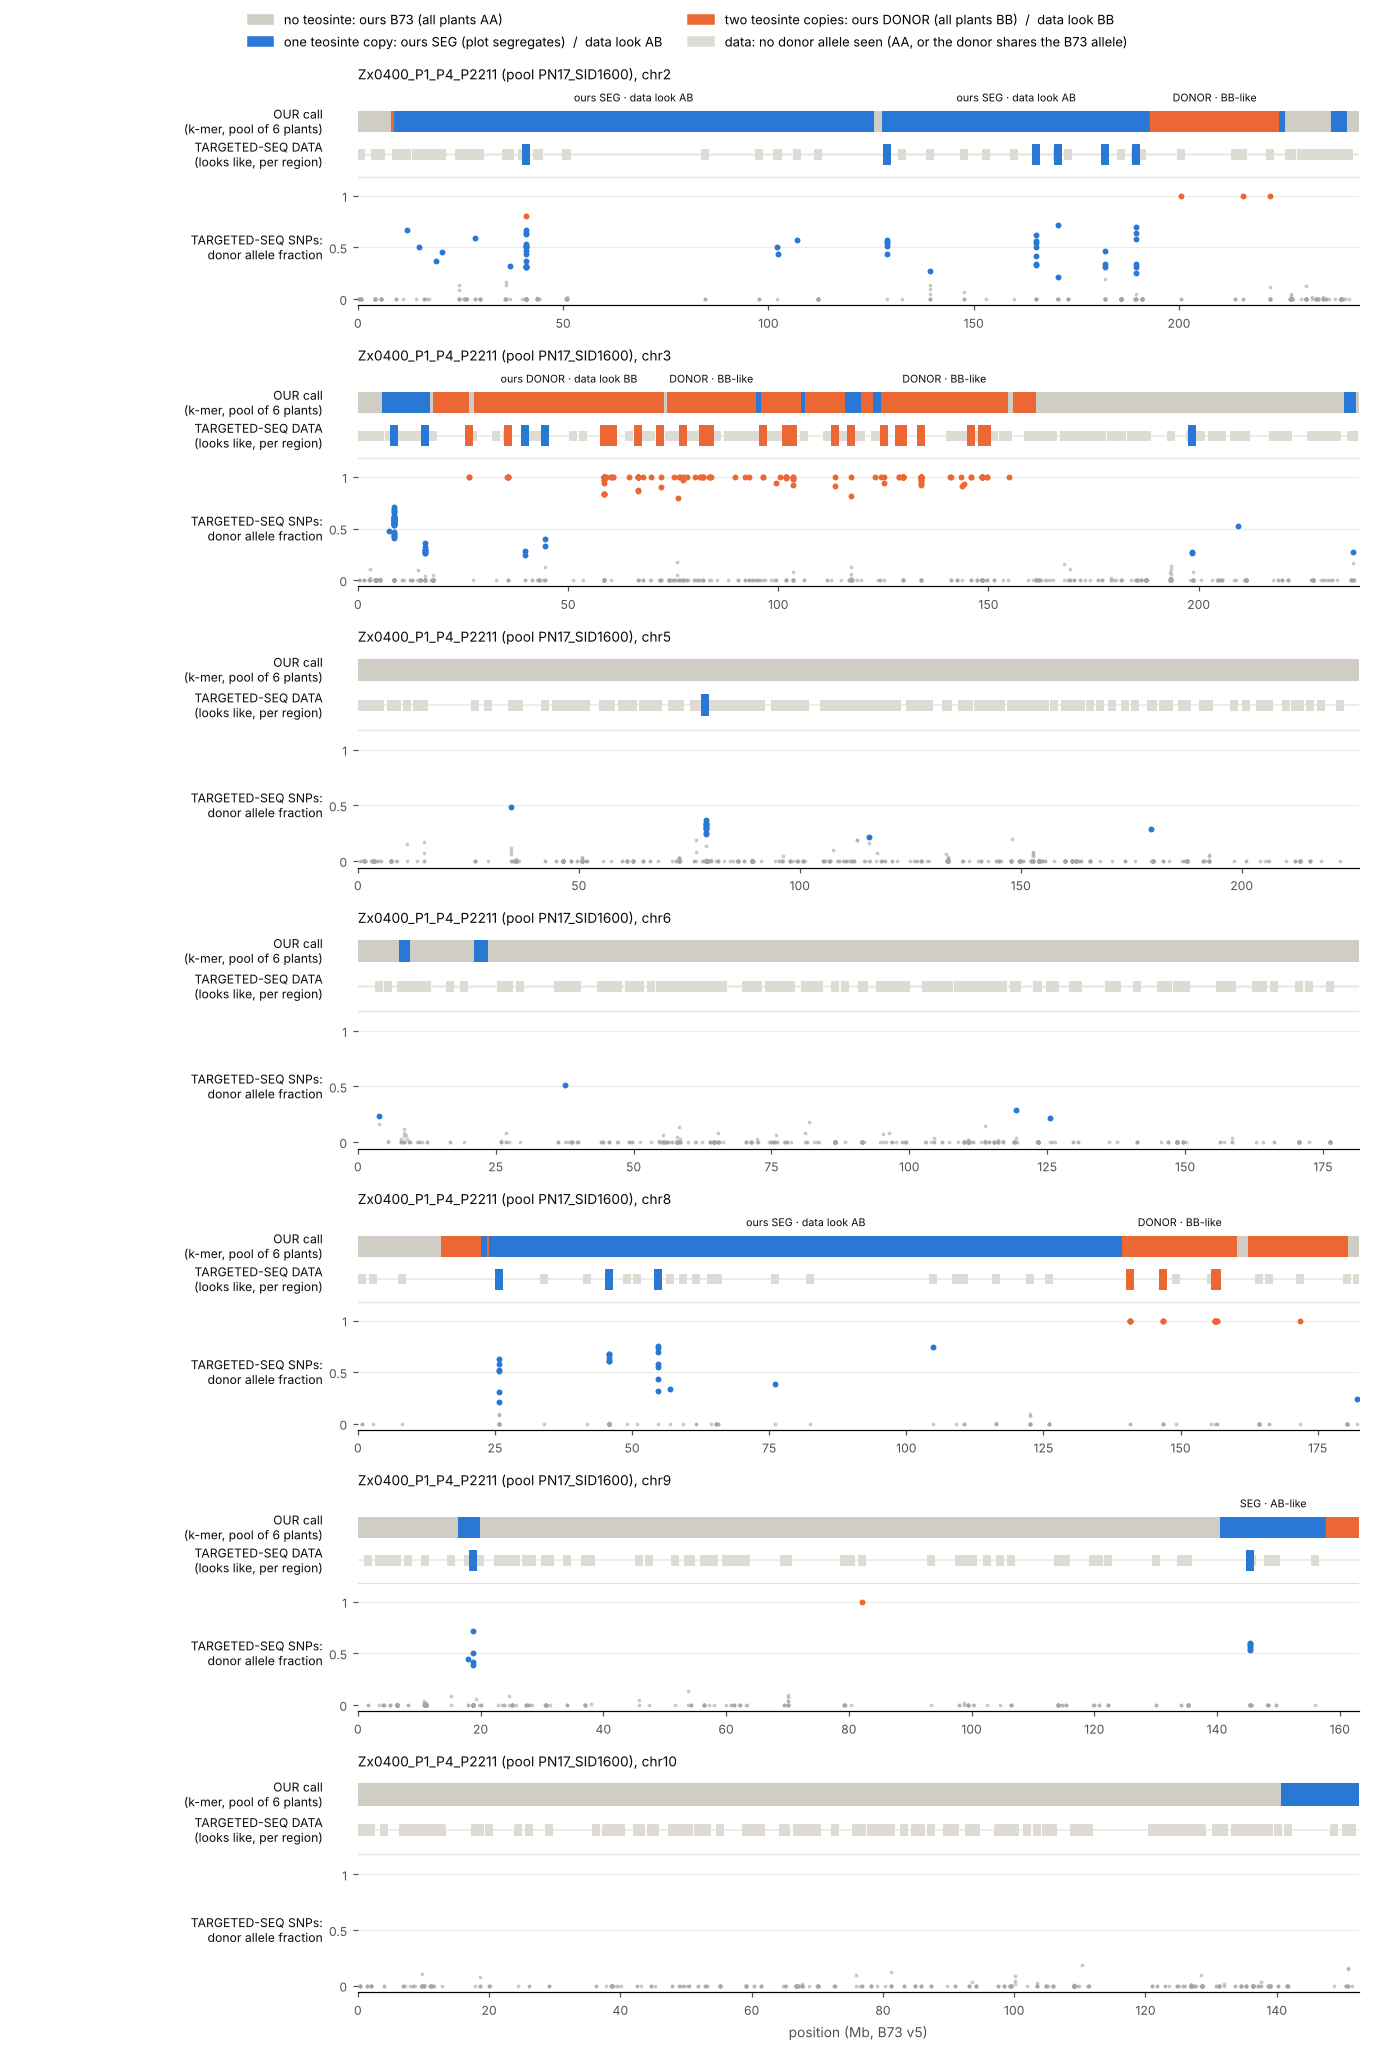 no teosinte: ours B73 (all plants AA)
two teosinte copies: ours DONOR (all plants BB)  /  data look BB
one teosinte copy: ours SEG (plot segregates)  /  data look AB
data: no donor allele seen (AA, or the donor shares the B73 allele)
Zx0400_P1_P4_P2211 (pool PN17_SID1600), chr2
ours SEG · data look AB
ours SEG · data look AB
DONOR · BB-like
OUR call
(k-mer, pool of 6 plants)
TARGETED-SEQ DATA
(looks like, per region)
1
TARGETED-SEQ SNPs:
donor allele fraction
0.5
0
0 50 100 150 200
Zx0400_P1_P4_P2211 (pool PN17_SID1600), chr3
ours DONOR · data look BB
DONOR · BB-like
DONOR · BB-like
OUR call
(k-mer, pool of 6 plants)
TARGETED-SEQ DATA
(looks like, per region)
1
TARGETED-SEQ SNPs:
donor allele fraction
0.5
0
0 50 100 150 200
Zx0400_P1_P4_P2211 (pool PN17_SID1600), chr5
OUR call
(k-mer, pool of 6 plants)
TARGETED-SEQ DATA
(looks like, per region)
1
TARGETED-SEQ SNPs:
donor allele fraction
0.5
0
0 50 100 150 200
Zx0400_P1_P4_P2211 (pool PN17_SID1600), chr6
OUR call
(k-mer, pool of 6 plants)
TARGETED-SEQ DATA
(looks like, per region)
1
TARGETED-SEQ SNPs:
donor allele fraction
0.5
0
0 25 50 75 100 125 150 175
Zx0400_P1_P4_P2211 (pool PN17_SID1600), chr8
ours SEG · data look AB
DONOR · BB-like
OUR call
(k-mer, pool of 6 plants)
TARGETED-SEQ DATA
(looks like, per region)
1
TARGETED-SEQ SNPs:
donor allele fraction
0.5
0
0 25 50 75 100 125 150 175
Zx0400_P1_P4_P2211 (pool PN17_SID1600), chr9
SEG · AB-like
OUR call
(k-mer, pool of 6 plants)
TARGETED-SEQ DATA
(looks like, per region)
1
TARGETED-SEQ SNPs:
donor allele fraction
0.5
0
0 20 40 60 80 100 120 140 160
Zx0400_P1_P4_P2211 (pool PN17_SID1600), chr10
OUR call
(k-mer, pool of 6 plants)
TARGETED-SEQ DATA
(looks like, per region)
1
TARGETED-SEQ SNPs:
donor allele fraction
0.5
0
0 20 40 60 80 100 120 140
position (Mb, B73 v5)